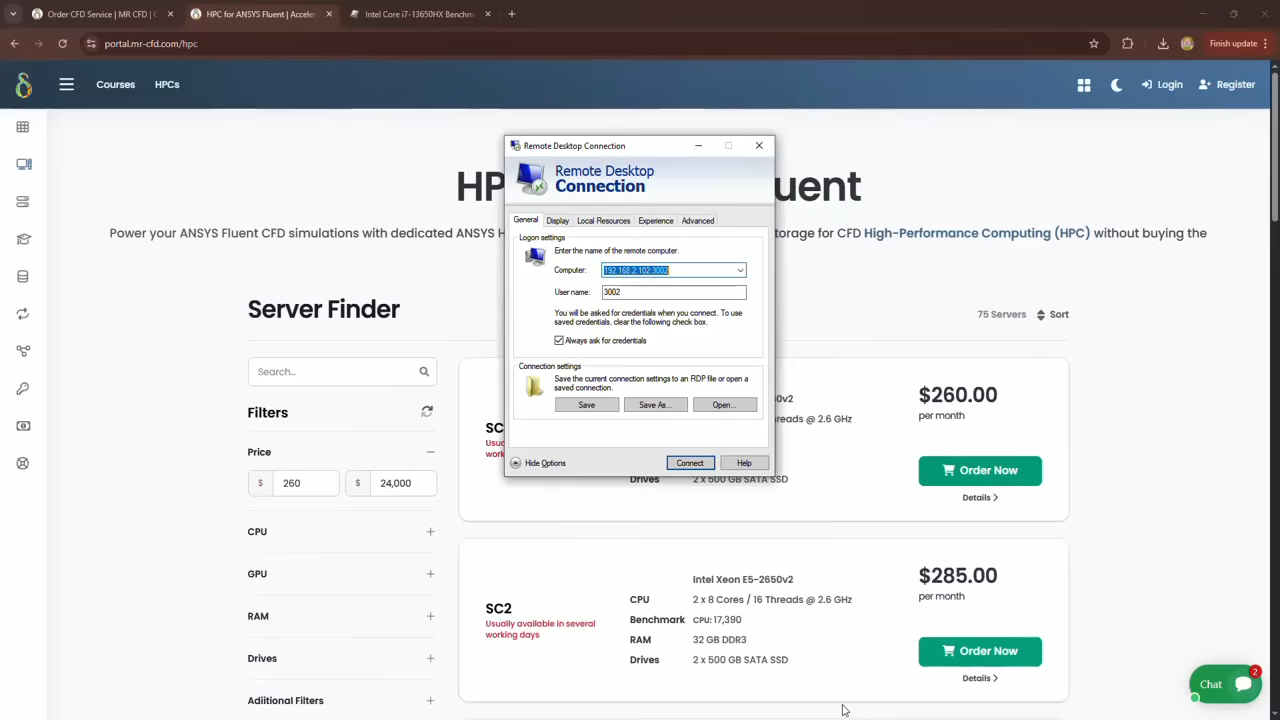 Order CFD Service | MR CFD |
HPC for ANSYS Fluent | Acceler
Intel Core i7-13650HX Benchm
portal.mr-cfd.com/hpc
Finish update
Courses
HPCs
Login
Register
HP
uent
Power your ANSYS Fluent CFD simulations with dedicated ANSYS H
torage for CFD High-Performance Computing (HPC) without buying the
Remote Desktop Connection
Remote Desktop
Connection
General
Display
Local Resources
Experience
Advanced
Logon settings
Enter the name of the remote computer.
Computer:
192.168.2.102:3002
User name:
3002
You will be asked for credentials when you connect. To use
saved credentials, clear the following check box.
Always ask for credentials
Connection settings
Save the current connection settings to an RDP file or open a
saved connection.
Save
Save As...
Open...
Hide Options
Connect
Help
Server Finder
75 Servers
Sort
Search...
Filters
Price
$ 260
$ 24,000
CPU
GPU
RAM
Drives
Adiitional Filters
SC
Usua
work
50v2
reads @ 2.6 GHz
Drives
2 x 500 GB SATA SSD
$260.00
per month
Order Now
Details
SC2
Usually available in several
working days
Intel Xeon E5-2650v2
CPU
2 x 8 Cores / 16 Threads @ 2.6 GHz
Benchmark
CPU: 17,390
RAM
32 GB DDR3
Drives
2 x 500 GB SATA SSD
$285.00
per month
Order Now
Details
Chat
2